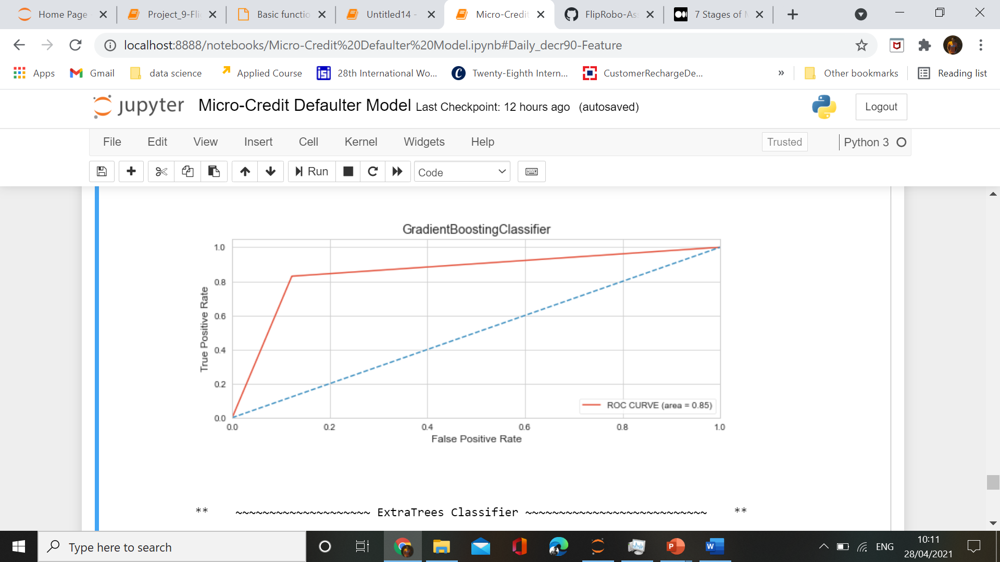 Home Page
Project_9-Fli
Basic functio
Untitled14 -
Micro-Credit
FlipRobo-Ass
7 Stages of M
localhost:8888/notebooks/Micro-Credit%20Defaulter%20Model.ipynb#Daily_decr90-Feature
Apps
Gmail
data science
Applied Course
isi
28th International Wo...
C
Twenty-Eighth Intern...
CustomerRechargeDe...
»
Other bookmarks
Reading list
jupyter
Micro-Credit Defaulter Model Last Checkpoint: 12 hours ago (autosaved)
Logout
File Edit View Insert Cell Kernel Widgets Help
Trusted
Python 3
Run
Code
GradientBoostingClassifier
1.0
0.8
0.6
0.4
0.2
0.0
True Positive Rate
ROC CURVE (area = 0.85)
0.0 0.2 0.4 0.6 0.8 1.0
False Positive Rate
** ~~~~~~~~~~~~~~~~~~~~ ExtraTrees Classifier ~~~~~~~~~~~~~~~~~~~~~~~~~~~ **
Type here to search
P
W
ENG
10:11
28/04/2021